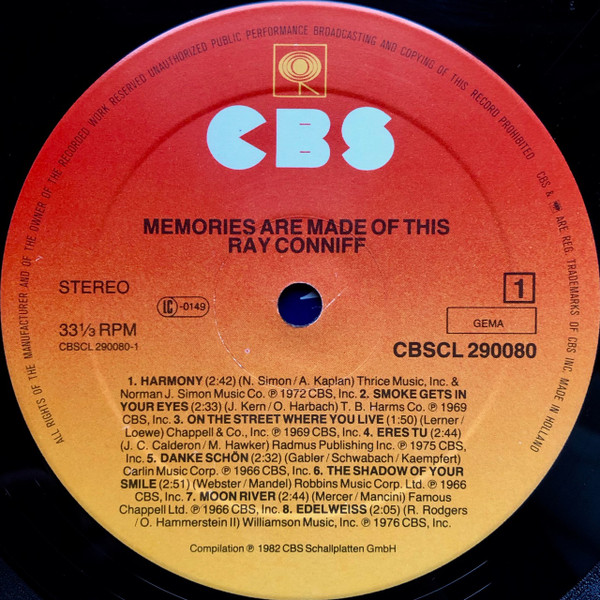 ALL RIGHTS OF THE MANUFACTURER AND OF THE OWNER OF THE RECORDED WORK RESERVED UNAUTHORIZED PUBLIC PERFORMANCE BROADCASTING AND COPYING OF THIS RECORD PROHIBITED CBS & ARE REG. TRADEMARKS OF CBS INC. MADE IN HOLLAND
CBS
MEMORIES ARE MADE OF THIS
RAY CONNIFF
STEREO
LC-0149
1
33⅓ RPM
GEMA
CBSCL 290080-1
CBSCL 290080
1. HARMONY (2:42) (N. Simon/A. Kaplan) Thrice Music, Inc. &
Norman J. Simon Music Co. ℗ 1972 CBS, Inc. 2. SMOKE GETS IN
YOUR EYES (2:33) (J. Kern/O. Harbach) T. B. Harms Co. ℗ 1969
CBS, Inc. 3. ON THE STREET WHERE YOU LIVE (1:50) (Lerner/
Loewe) Chappell & Co., Inc. ℗ 1969 CBS, Inc. 4. ERES TU (2:44)
(J. C. Calderon/M. Hawker) Radmus Publishing Inc. ℗ 1975 CBS,
Inc. 5. DANKE SCHÖN (2:32) (Gabler/Schwabach/Kaempfert)
Carlin Music Corp. ℗ 1966 CBS, Inc. 6. THE SHADOW OF YOUR
SMILE (2:51) (Webster/Mandel) Robbins Music Corp. Ltd. ℗ 1966
CBS, Inc. 7. MOON RIVER (2:44) (Mercer/Mancini) Famous
Chappell Ltd. ℗ 1966 CBS, Inc. 8. EDELWEISS (2:05) (R. Rodgers
/O. Hammerstein II) Williamson Music, Inc. ℗ 1976 CBS, Inc.
Compilation ℗ 1982 CBS Schallplatten GmbH